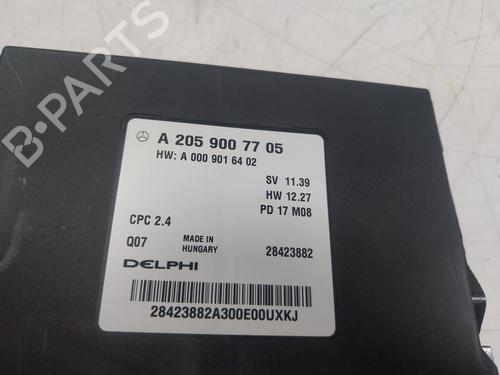 B-PARTS
A 205 900 77 05
HW: A 000 901 64 02
SV 11.39
HW 12.27
PD 17 M08
CPC 2.4
Q07 MADE IN HUNGARY 28423882
DELPHI
28423882A300E00UXKJ